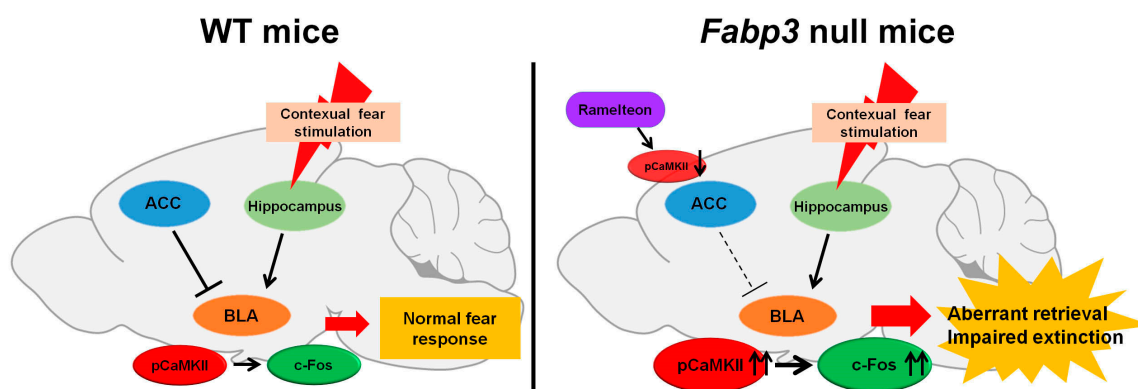 WT mice
Contexual fear
stimulation
ACC
Hippocampus
BLA
pCaMKII
c-Fos
Normal fear
response
Fabp3 null mice
Ramelteon
Contexual fear
stimulation
pCaMKII
ACC
Hippocampus
BLA
pCaMKII
c-Fos
Aberrant retrieval
Impaired extinction